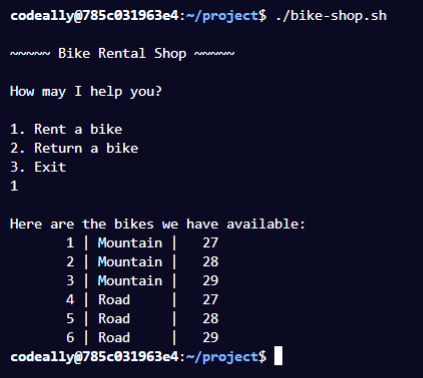 codeally@785c031963e4:~/project$ ./bike-shop.sh
~~~~~ Bike Rental Shop ~~~~~
How may I help you?
1. Rent a bike
2. Return a bike
3. Exit
1
Here are the bikes we have available:
1 | Mountain | 27
2 | Mountain | 28
3 | Mountain | 29
4 | Road | 27
5 | Road | 28
6 | Road | 29
codeally@785c031963e4:~/project$